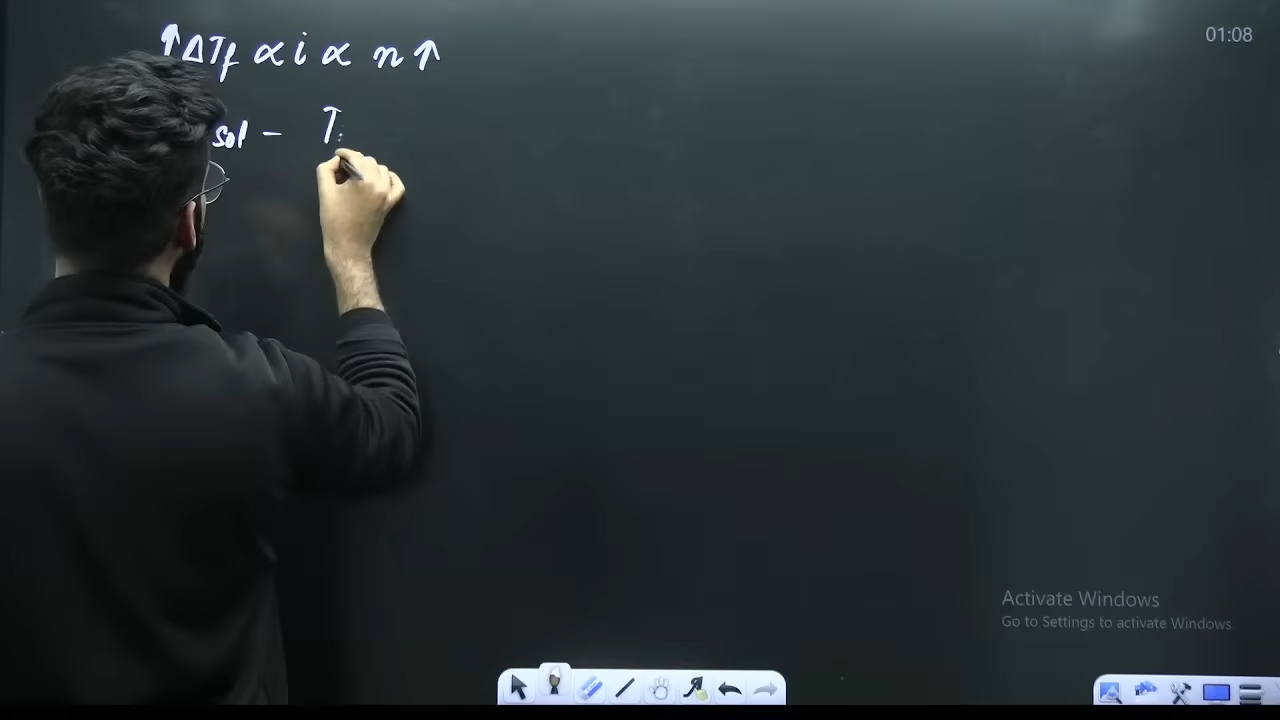 01:08
↑ΔTf ∝ i ∝ n↑
sol – T
Activate Windows
Go to Settings to activate Windows.